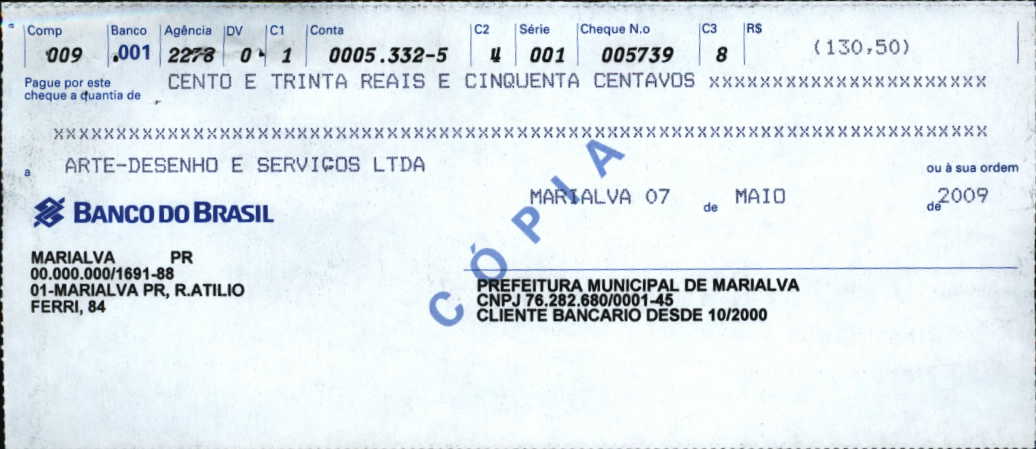 Comp Banco Agência DV C1 Conta C2 Série Cheque N.o C3 R$
009 001 2278 0 1 0005.332-5 4 001 005739 8 (130,50)
Pague por este
cheque a quantia de
CENTO E TRINTA REAIS E CINQUENTA CENTAVOS XXXXXXXXXXXXXXXXXXXXXX
XXXXXXXXXXXXXXXXXXXXXXXXXXXXXXXXXXXXXXXXXXXXXXXXXXXXXXXXXXXXXXXXXXXXXXXXXX
a ARTE-DESENHO E SERVIÇOS LTDA ou à sua ordem
MARIALVA 07 de MAIO de 2009
BANCO DO BRASIL
CÓPIA
MARIALVA PR
00.000.000/1691-88
01-MARIALVA PR, R.ATILIO
FERRI, 84
PREFEITURA MUNICIPAL DE MARIALVA
CNPJ 76.282.680/0001-45
CLIENTE BANCARIO DESDE 10/2000